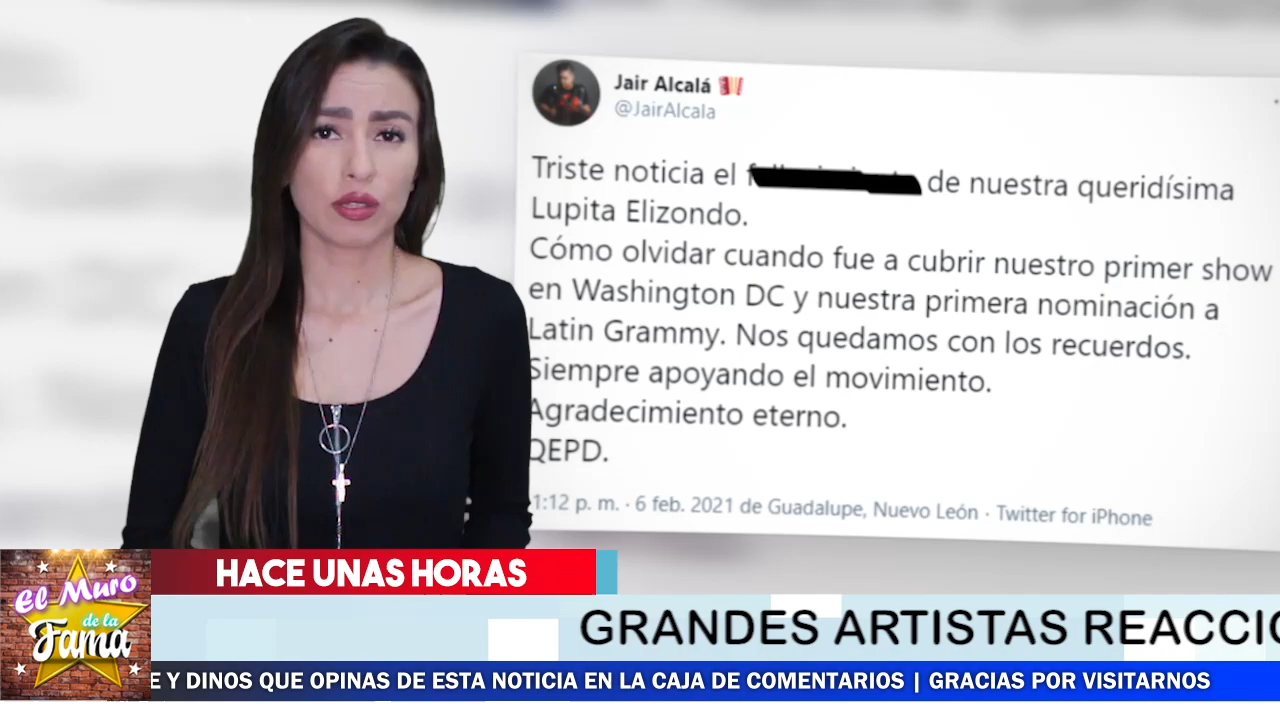 Jair Alcalá
@JairAlcala
Triste noticia el de nuestra queridísima
Lupita Elizondo.
Cómo olvidar cuando fue a cubrir nuestro primer show
en Washington DC y nuestra primera nominación a
Latin Grammy. Nos quedamos con los recuerdos.
Siempre apoyando el movimiento.
Agradecimiento eterno.
QEPD.
1:12 p. m. · 6 feb. 2021 de Guadalupe, Nuevo León · Twitter for iPhone
HACE UNAS HORAS
El Muro
de la
Fama
GRANDES ARTISTAS REACCIO
E Y DINOS QUE OPINAS DE ESTA NOTICIA EN LA CAJA DE COMENTARIOS | GRACIAS POR VISITARNOS